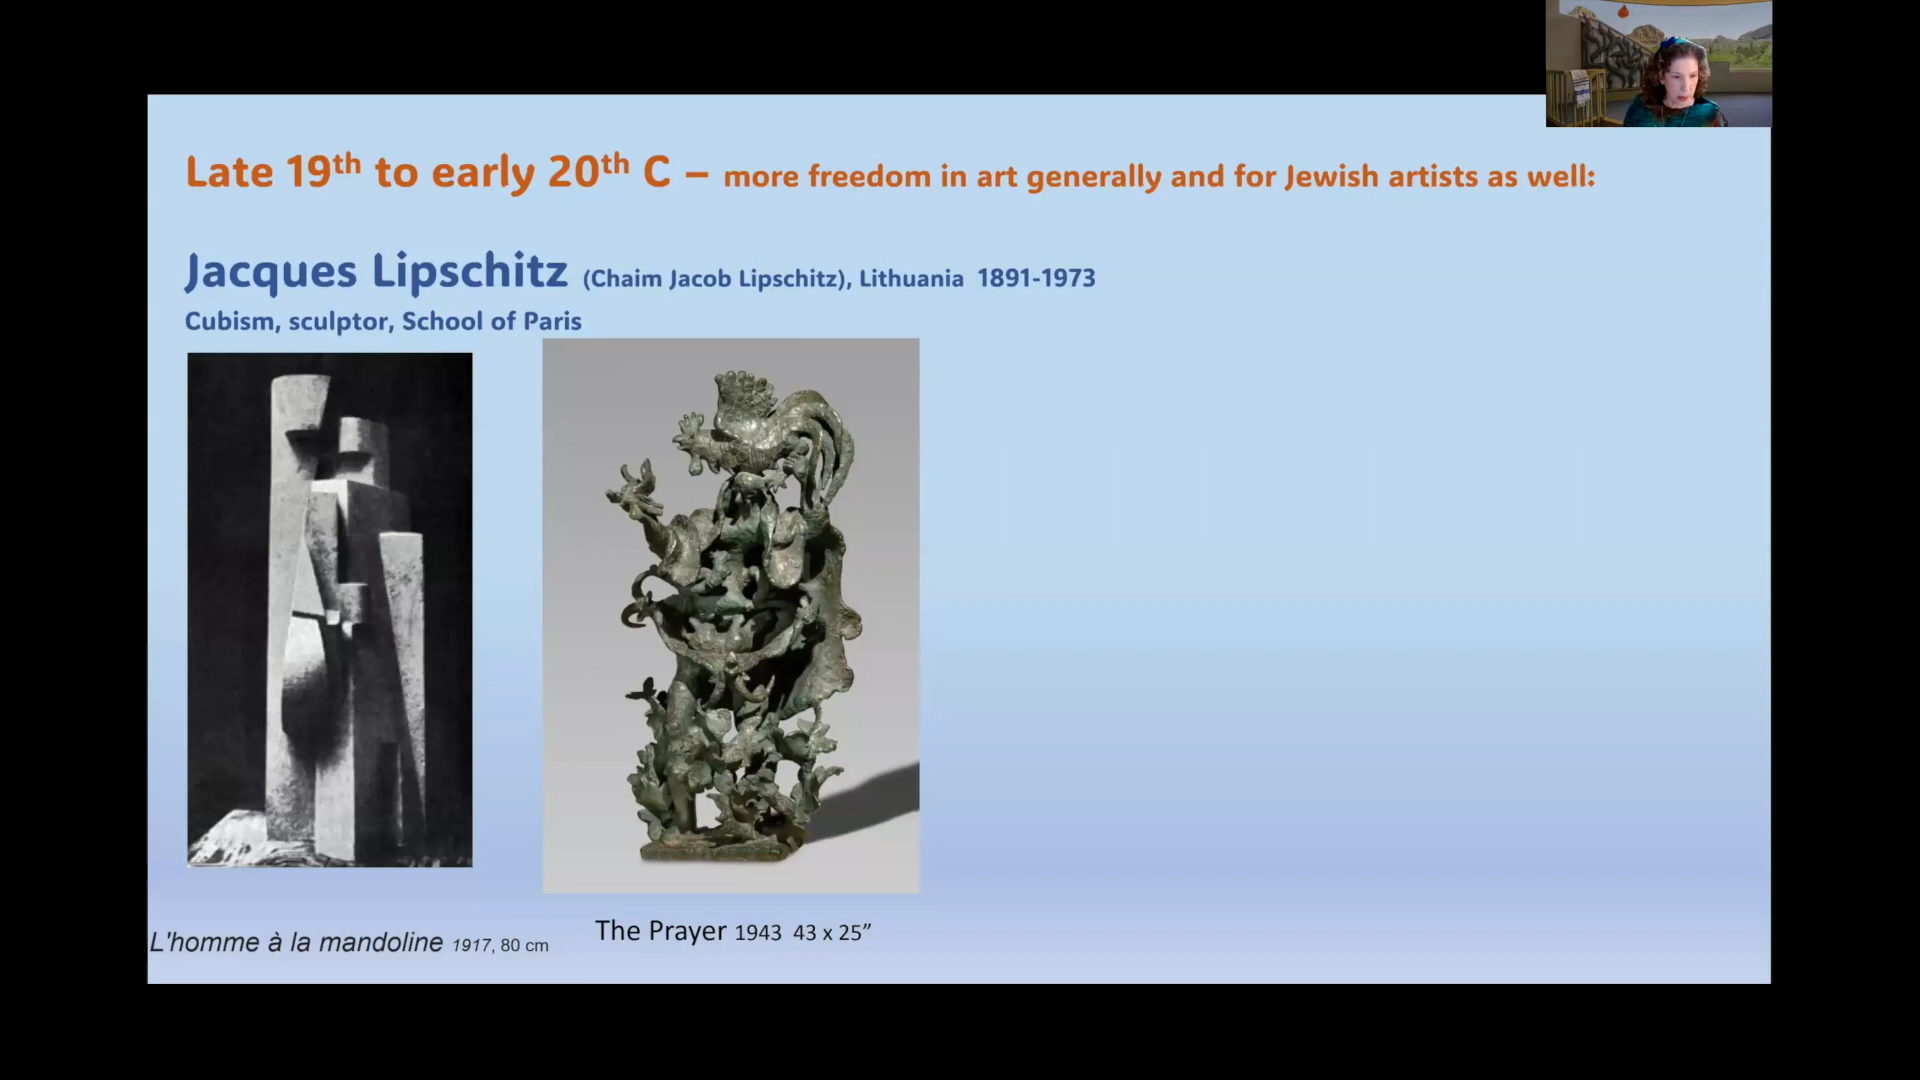 Late 19th to early 20th C – more freedom in art generally and for Jewish artists as well:
Jacques Lipschitz (Chaim Jacob Lipschitz), Lithuania 1891-1973
Cubism, sculptor, School of Paris
L'homme à la mandoline 1917, 80 cm
The Prayer 1943 43 x 25”